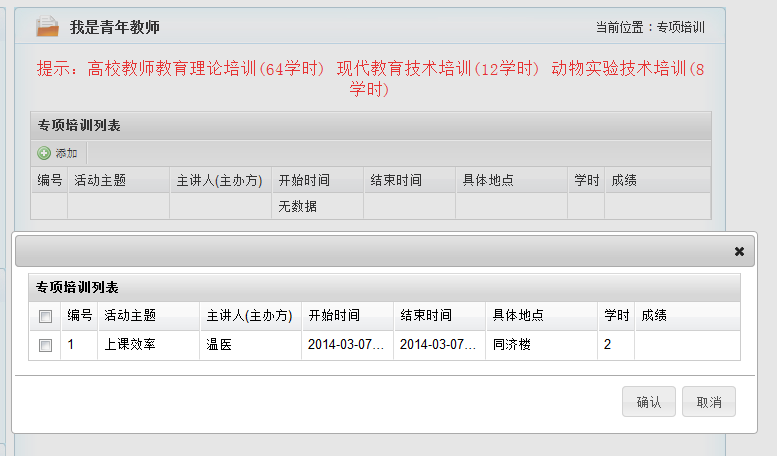 我是青年教师
当前位置：专项培训
提示：高校教师教育理论培训(64学时) 现代教育技术培训(12学时) 动物实验技术培训(8
学时)
专项培训列表
添加
编号 活动主题 主讲人(主办方) 开始时间 结束时间 具体地点 学时 成绩
无数据
专项培训列表
编号 活动主题 主讲人(主办方) 开始时间 结束时间 具体地点 学时 成绩
1 上课效率 温医 2014-03-07... 2014-03-07... 同济楼 2
确认 取消